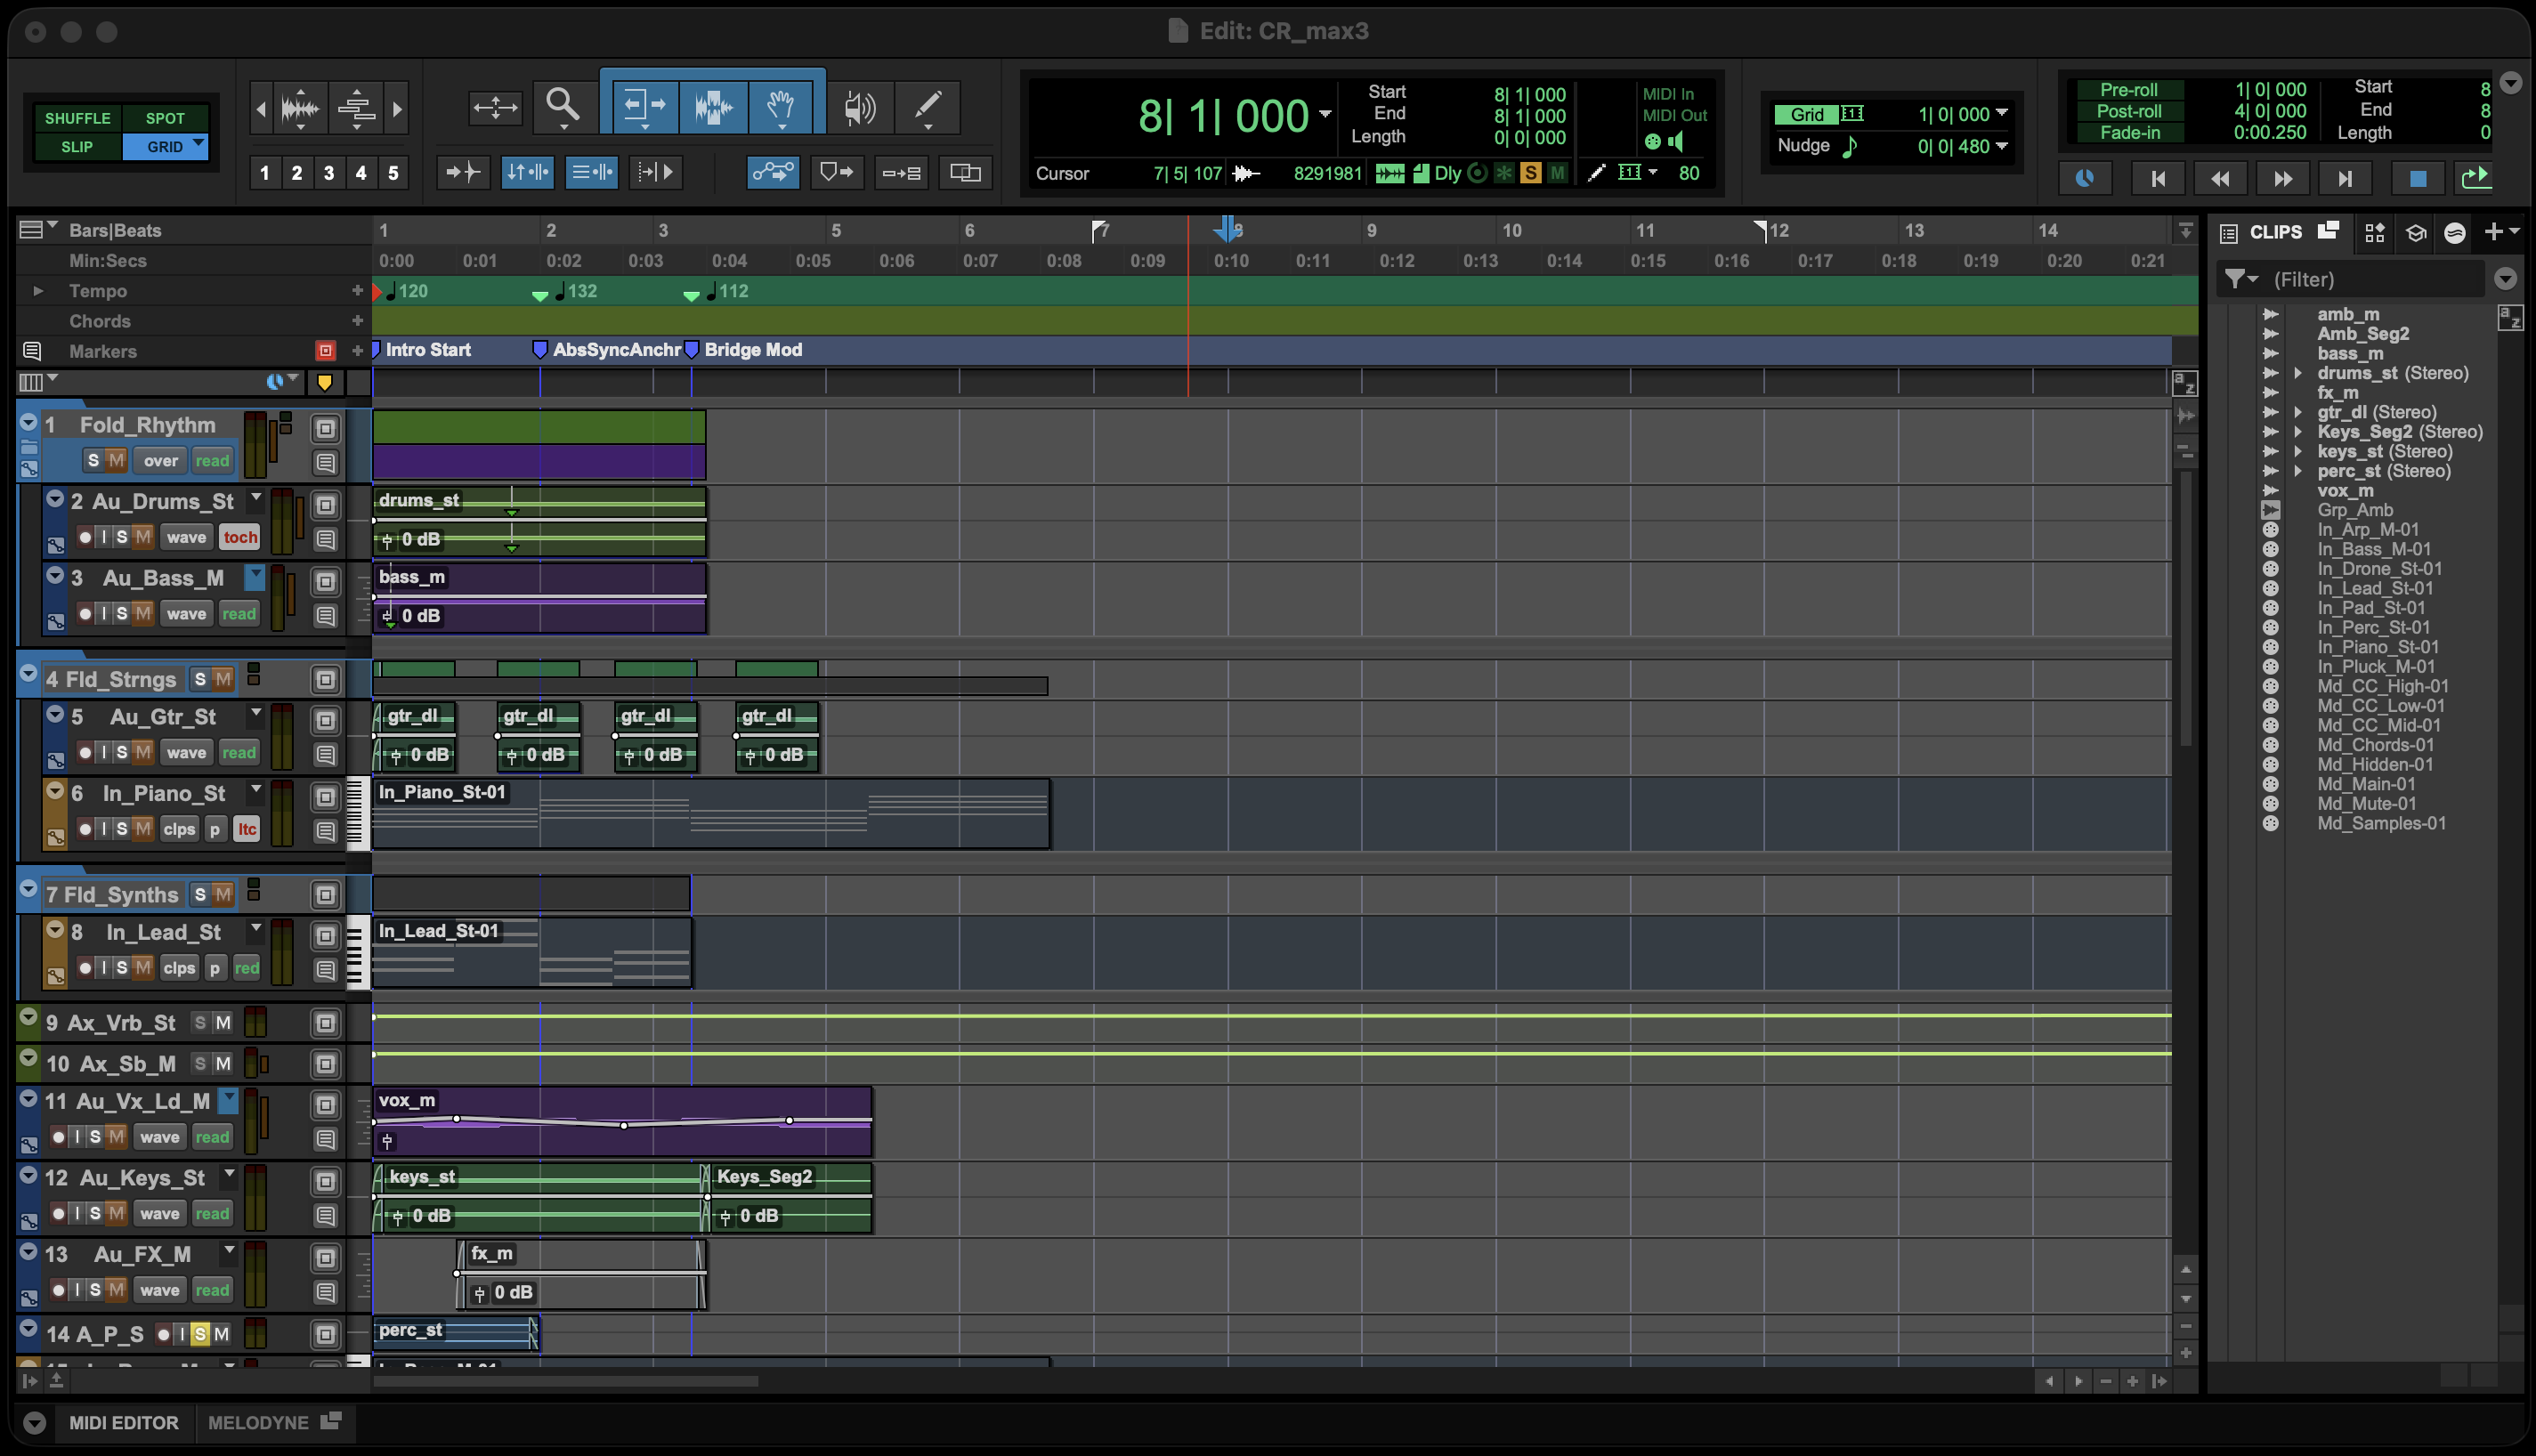 Edit: CR_max3
SHUFFLE SPOT
SLIP GRID
1 2 3 4 5
8| 1| 000
Start 8| 1| 000
End 8| 1| 000
Length 0| 0| 000
Cursor 7| 5| 107 8291981 Dly S M
MIDI In
MIDI Out
80
Grid 1| 0| 000
Nudge 0| 0| 480
Pre-roll 1| 0| 000 Start 8
Post-roll 4| 0| 000 End 8
Fade-in 0:00.250 Length 0
Bars|Beats 1 2 3 5 6 7 8 9 10 11 12 13 14
Min:Secs 0:00 0:01 0:02 0:03 0:04 0:05 0:06 0:07 0:08 0:09 0:10 0:11 0:12 0:13 0:14 0:15 0:16 0:17 0:18 0:19 0:20 0:21
Tempo 120 132 112
Chords
Markers Intro Start AbsSyncAnchr Bridge Mod
a z
1 Fold_Rhythm
S M over read
2 Au_Drums_St drums_st
I S M wave toch 0 dB
3 Au_Bass_M bass_m
I S M wave read 0 dB
4 Fld_Strngs S M
5 Au_Gtr_St gtr_dl gtr_dl gtr_dl gtr_dl
I S M wave read 0 dB 0 dB 0 dB 0 dB
6 In_Piano_St In_Piano_St-01
I S M clps p ltc
7 Fld_Synths S M
8 In_Lead_St In_Lead_St-01
I S M clps p red
9 Ax_Vrb_St S M
10 Ax_Sb_M S M
11 Au_Vx_Ld_M vox_m
I S M wave read
12 Au_Keys_St keys_st Keys_Seg2
I S M wave read 0 dB 0 dB
13 Au_FX_M fx_m
I S M wave read 0 dB
14 A_P_S I S M perc_st
CLIPS
(Filter)
a z
amb_m
Amb_Seg2
bass_m
drums_st (Stereo)
fx_m
gtr_dl (Stereo)
Keys_Seg2 (Stereo)
keys_st (Stereo)
perc_st (Stereo)
vox_m
Grp_Amb
In_Arp_M-01
In_Bass_M-01
In_Drone_St-01
In_Lead_St-01
In_Pad_St-01
In_Perc_St-01
In_Piano_St-01
In_Pluck_M-01
Md_CC_High-01
Md_CC_Low-01
Md_CC_Mid-01
Md_Chords-01
Md_Hidden-01
Md_Main-01
Md_Mute-01
Md_Samples-01
MIDI EDITOR MELODYNE